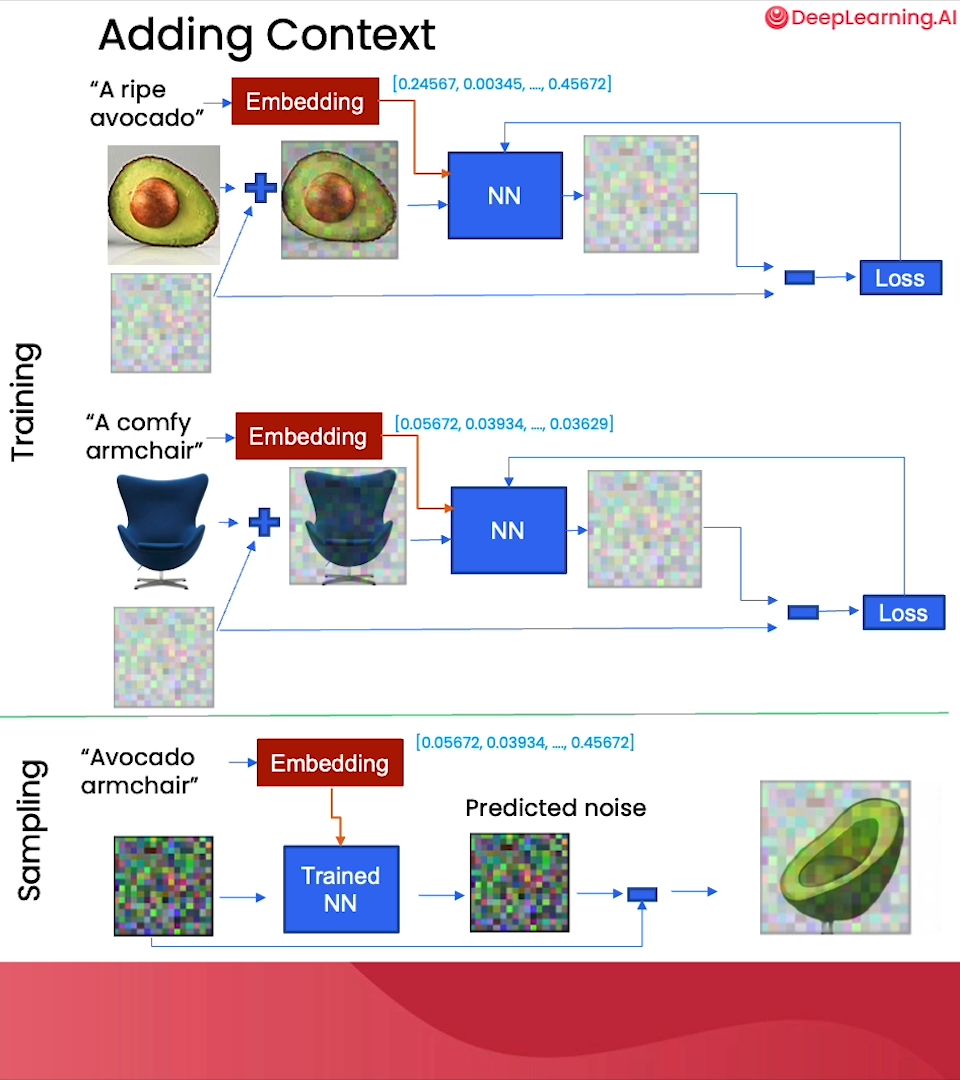 DeepLearning.AI
Adding Context
“A ripe
avocado”
Embedding
[0.24567, 0.00345, ...., 0.45672]
NN
Loss
Training
“A comfy
armchair”
Embedding
[0.05672, 0.03934, ...., 0.03629]
NN
Loss
Sampling
“Avocado
armchair”
Embedding
[0.05672, 0.03934, ...., 0.45672]
Predicted noise
Trained
NN